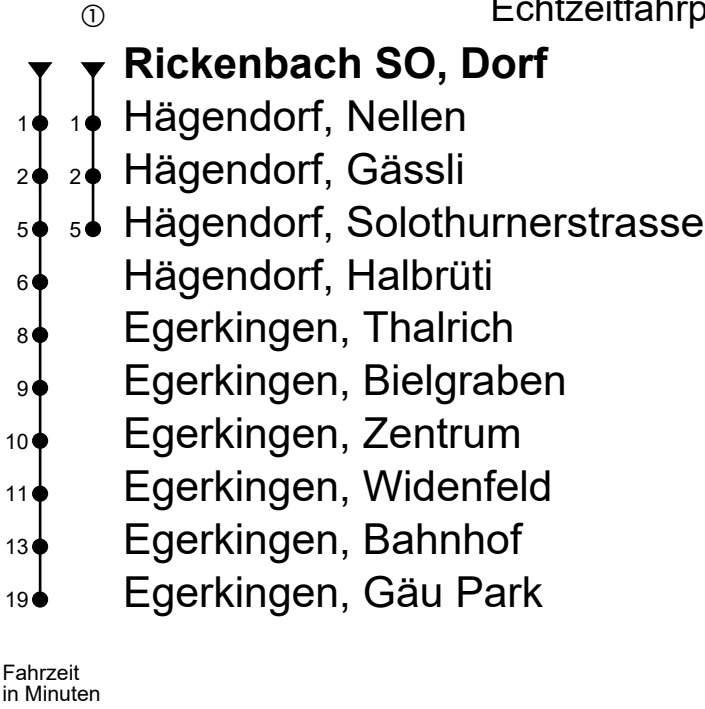 ① Echtzeitfahrp
Rickenbach SO, Dorf
1 1 Hägendorf, Nellen
2 2 Hägendorf, Gässli
5 5 Hägendorf, Solothurnerstrasse
6 Hägendorf, Halbrüti
8 Egerkingen, Thalrich
9 Egerkingen, Bielgraben
10 Egerkingen, Zentrum
11 Egerkingen, Widenfeld
13 Egerkingen, Bahnhof
19 Egerkingen, Gäu Park
Fahrzeit
in Minuten